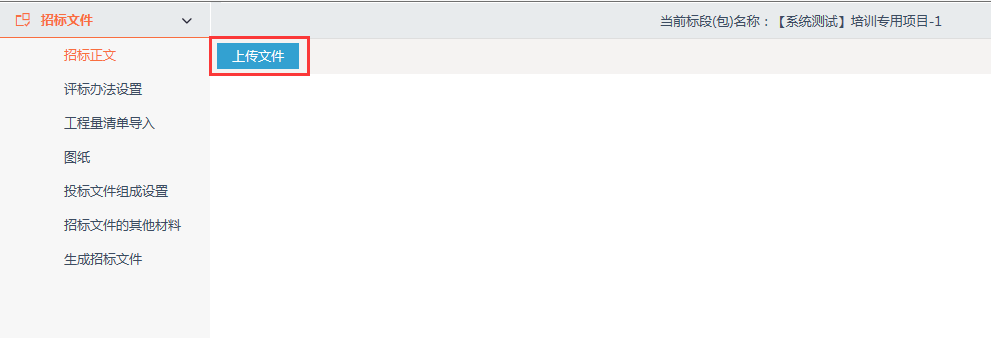 招标文件
当前标段(包)名称：【系统测试】培训专用项目-1
上传文件
招标正文
评标办法设置
工程量清单导入
图纸
投标文件组成设置
招标文件的其他材料
生成招标文件